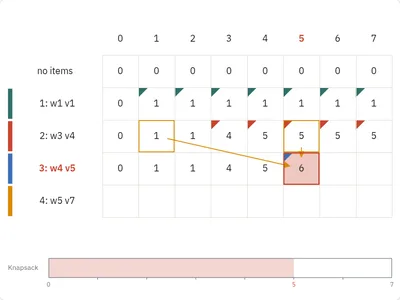 0 1 2 3 4 5 6 7
no items 0 0 0 0 0 0 0 0
1: w1 v1 0 1 1 1 1 1 1 1
2: w3 v4 0 1 1 4 5 5 5 5
3: w4 v5 0 1 1 4 5 6
4: w5 v7
Knapsack
0 5 7